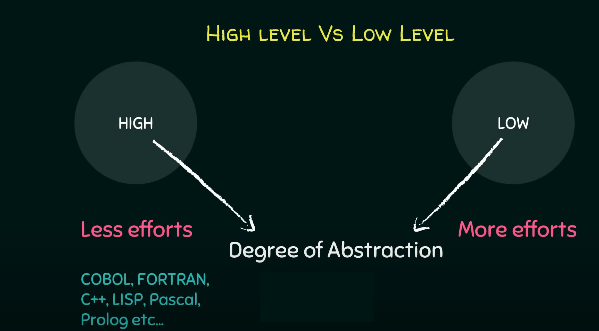 High level Vs Low Level
HIGH
LOW
Less efforts
More efforts
Degree of Abstraction
COBOL, FORTRAN,
C++, LISP, Pascal,
Prolog etc...